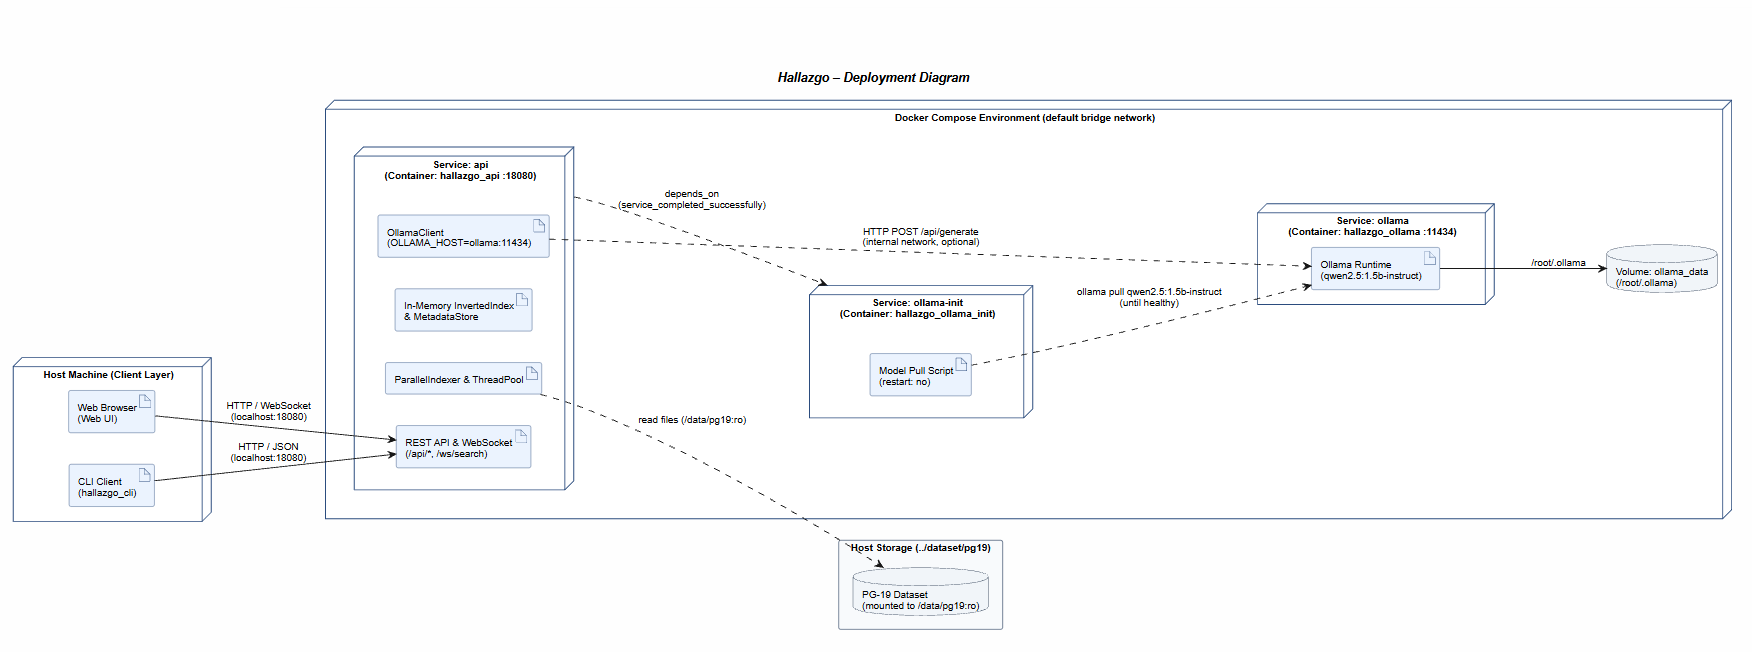 Hallazgo – Deployment Diagram
Docker Compose Environment (default bridge network)
Service: api
(Container: hallazgo_api :18080)
OllamaClient
(OLLAMA_HOST=ollama:11434)
In-Memory InvertedIndex
& MetadataStore
ParallelIndexer & ThreadPool
REST API & WebSocket
(/api/*, /ws/search)
depends_on
(service_completed_successfully)
HTTP POST /api/generate
(internal network, optional)
Service: ollama
(Container: hallazgo_ollama :11434)
Ollama Runtime
(qwen2.5:1.5b-instruct)
/root/.ollama
Volume: ollama_data
(/root/.ollama)
ollama pull qwen2.5:1.5b-instruct
(until healthy)
Service: ollama-init
(Container: hallazgo_ollama_init)
Model Pull Script
(restart: no)
Host Machine (Client Layer)
Web Browser
(Web UI)
CLI Client
(hallazgo_cli)
HTTP / WebSocket
(localhost:18080)
HTTP / JSON
(localhost:18080)
read files (/data/pg19:ro)
Host Storage (../dataset/pg19)
PG-19 Dataset
(mounted to /data/pg19:ro)